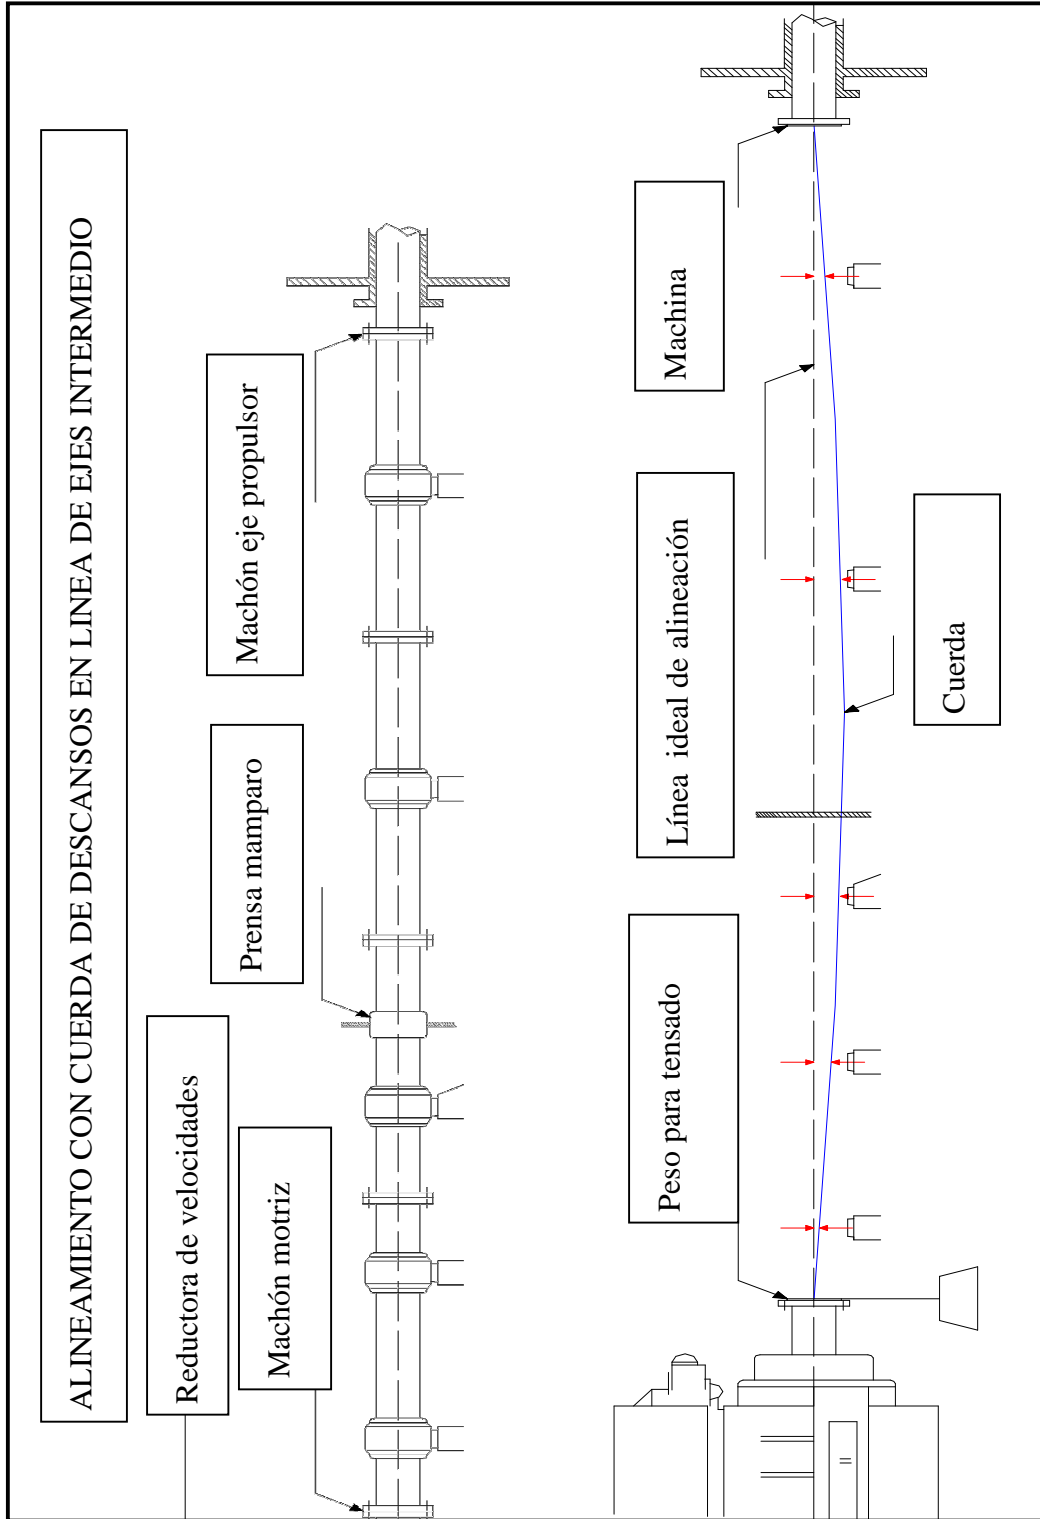 ALINEAMIENTO CON CUERDA DE DESCANSOS EN LINEA DE EJES INTERMEDIO
Reductora de velocidades
Machón motriz
Prensa mamparo
Machón eje propulsor
Peso para tensado
Línea ideal de alineación
Machina
Cuerda